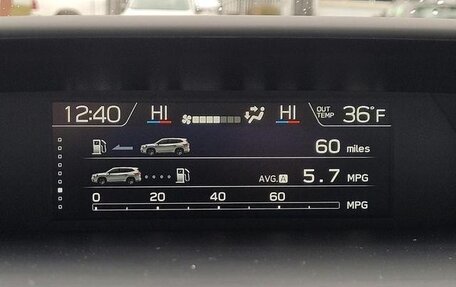 12:40 HI HI OUT TEMP 36°F
60 miles
AVG. A 5.7 MPG
0 20 40 60
MPG